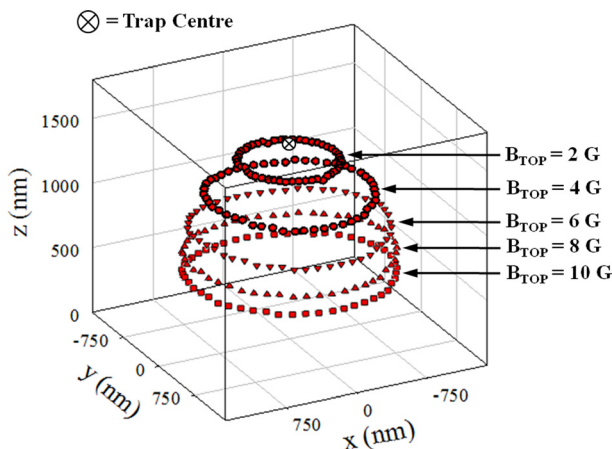 ⊗ = Trap Centre
1500
1000
500
0
z (nm)
-750
0
750
y (nm)
750
0
-750
x (nm)
B_TOP = 2 G
B_TOP = 4 G
B_TOP = 6 G
B_TOP = 8 G
B_TOP = 10 G